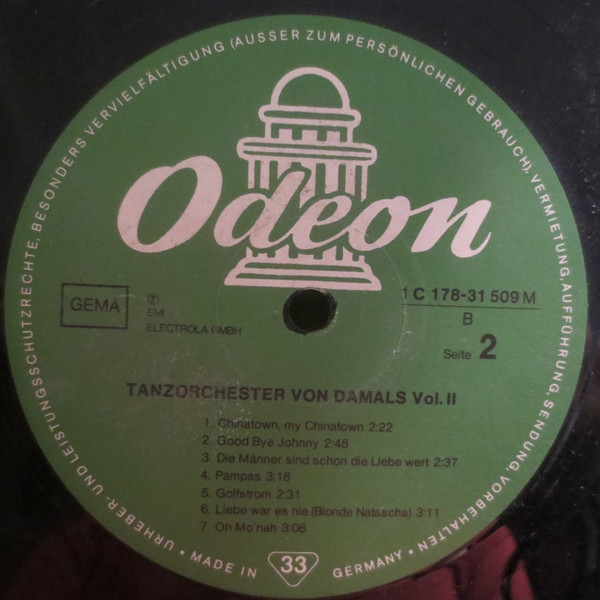 URHEBER- UND LEISTUNGSSCHUTZRECHTE, BESONDERS VERVIELFÄLTIGUNG (AUSSER ZUM PERSÖNLICHEN GEBRAUCH), VERMIETUNG, AUFFÜHRUNG, SENDUNG, VORBEHALTEN •
Odeon
GEMA
Ⓟ
EMI
ELECTROLA GMBH
1 C 178-31 509 M
B
Seite 2
TANZORCHESTER VON DAMALS Vol. II
1. Chinatown, my Chinatown 2:22
2. Good Bye Johnny 2:48
3. Die Männer sind schon die Liebe wert 2:37
4. Pampas 3:18
5. Golfstrom 2:31
6. Liebe war es nie (Blonde Natascha) 3:11
7. Oh Mo'nah 3:08
• MADE IN 33 GERMANY •